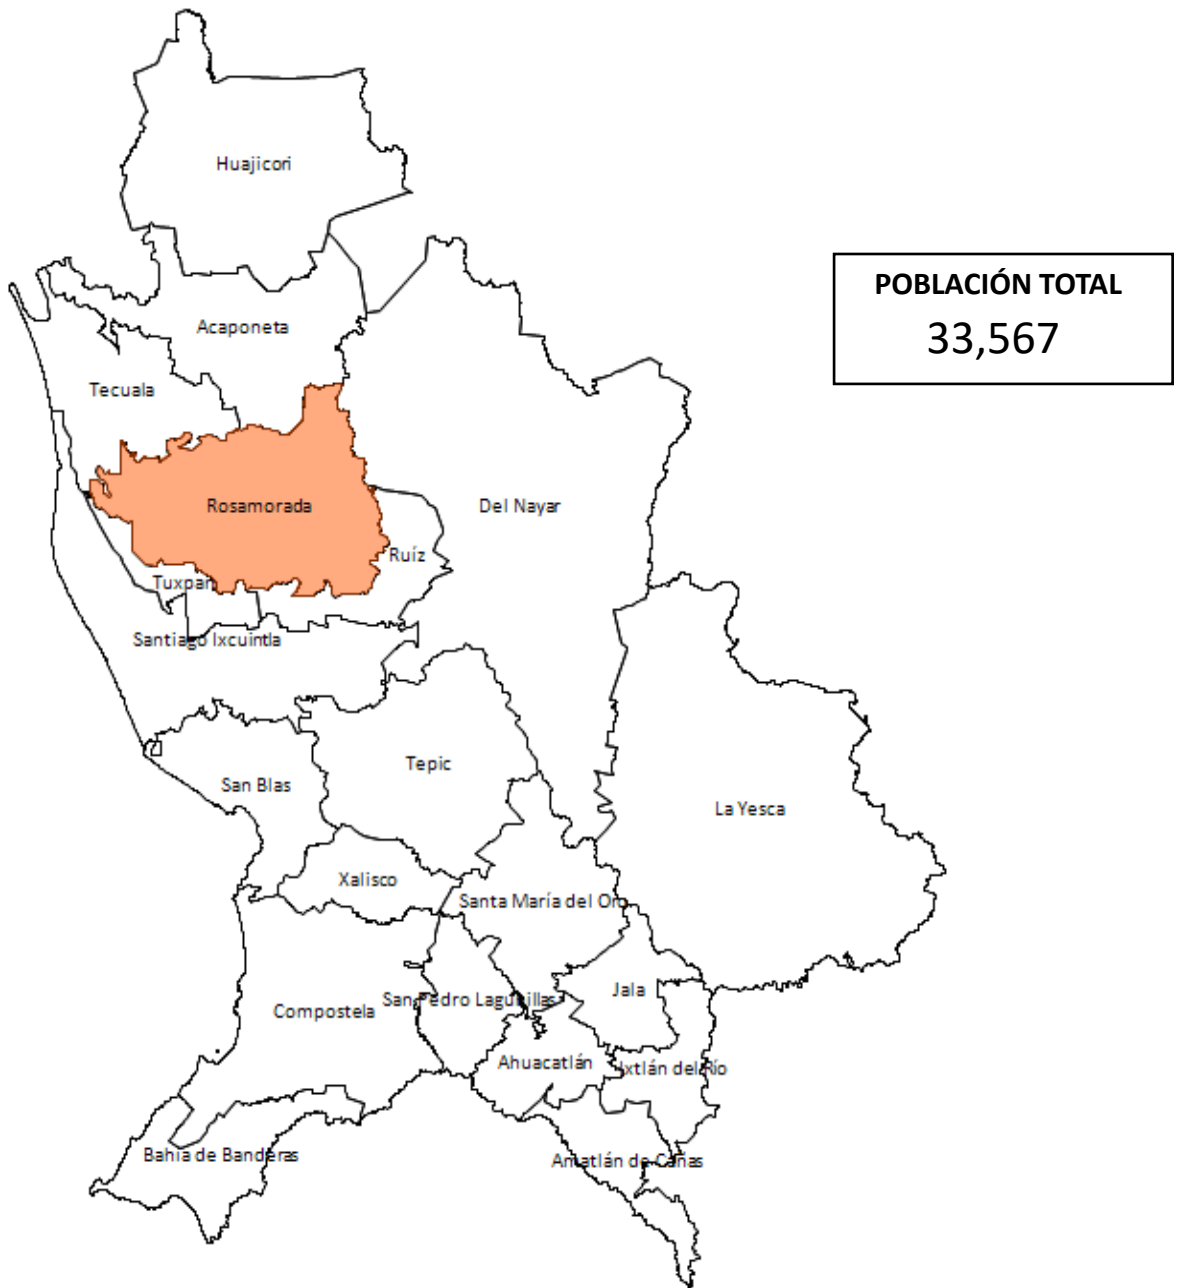 Huajicori
POBLACIÓN TOTAL
33,567
Acaponeta
Tecuala
Rosamorada
Del Nayar
Ruíz
Tuxpan
Santiago Ixcuintla
Tepic
San Blas
La Yesca
Xalisco
Santa María del Oro
Jala
San Pedro Lagunillas
Compostela
Ahuacatlán
Ixtlán del Río
Bahía de Banderas
Amatlán de Cañas